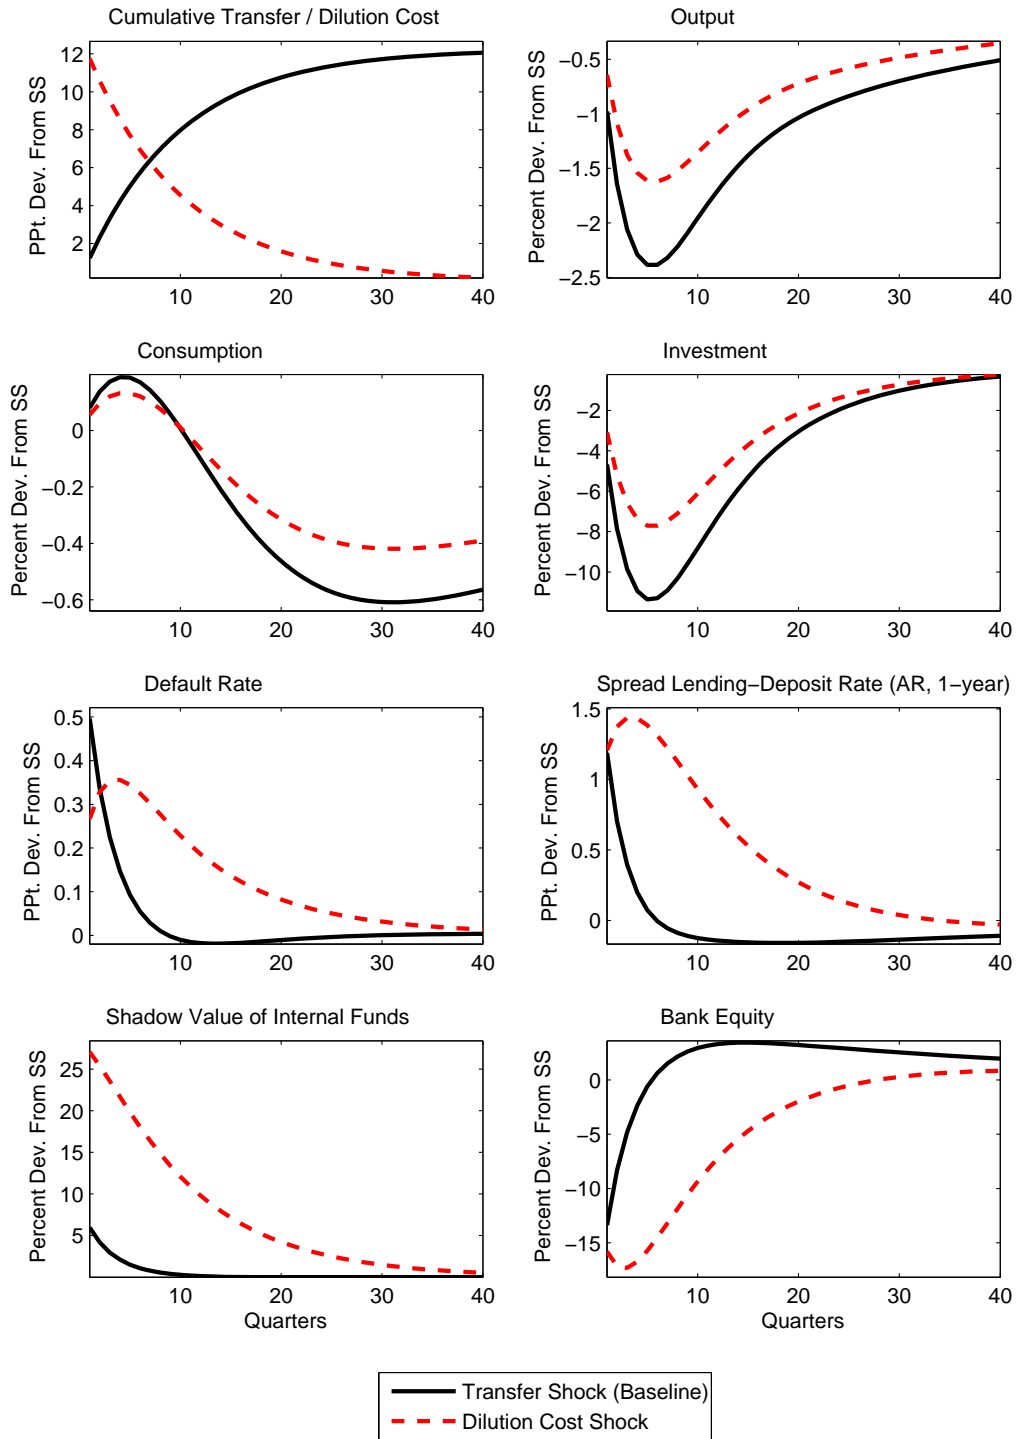 Cumulative Transfer / Dilution Cost
PPt. Dev. From SS
12
10
8
6
4
2
10 20 30 40
Output
Percent Dev. From SS
−0.5
−1
−1.5
−2
−2.5
10 20 30 40
Consumption
Percent Dev. From SS
0
−0.2
−0.4
−0.6
10 20 30 40
Investment
Percent Dev. From SS
−2
−4
−6
−8
−10
10 20 30 40
Default Rate
PPt. Dev. From SS
0.5
0.4
0.3
0.2
0.1
0
10 20 30 40
Spread Lending−Deposit Rate (AR, 1−year)
PPt. Dev. From SS
1.5
1
0.5
0
10 20 30 40
Shadow Value of Internal Funds
Percent Dev. From SS
25
20
15
10
5
10 20 30 40
Quarters
Bank Equity
Percent Dev. From SS
0
−5
−10
−15
10 20 30 40
Quarters
Transfer Shock (Baseline)
Dilution Cost Shock